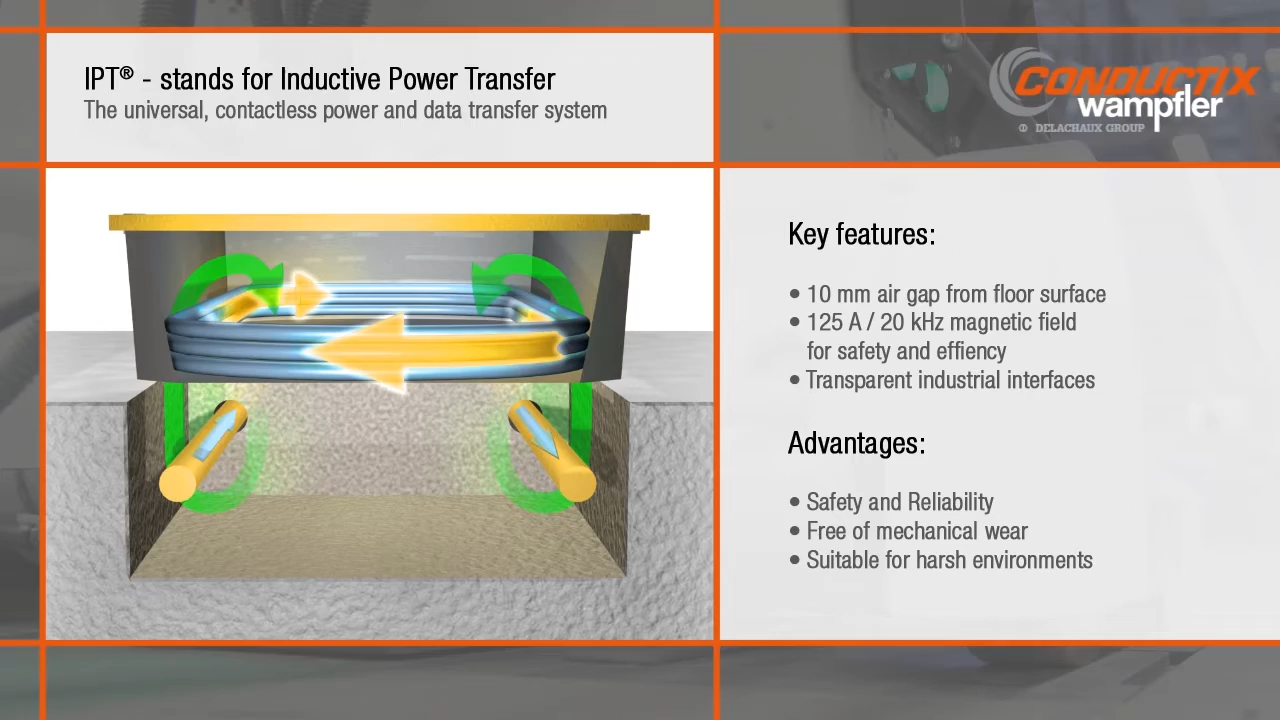 IPT® - stands for Inductive Power Transfer
The universal, contactless power and data transfer system
CONDUCTIX
wampfler
DELACHAUX GROUP
Key features:
• 10 mm air gap from floor surface
• 125 A / 20 kHz magnetic field
for safety and effiency
• Transparent industrial interfaces
Advantages:
• Safety and Reliability
• Free of mechanical wear
• Suitable for harsh environments